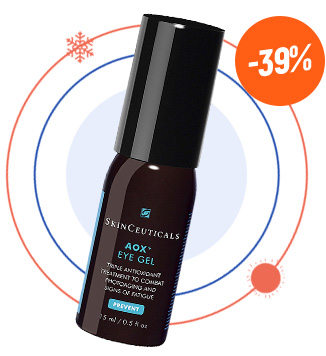 -39%
SKINCEUTICALS
AOX+
EYE GEL
TRIPLE ANTIOXIDANT
TREATMENT TO COMBAT
PHOTOAGING AND
SIGNS OF FATIGUE
PREVENT
15 ml / 0.5 fl oz